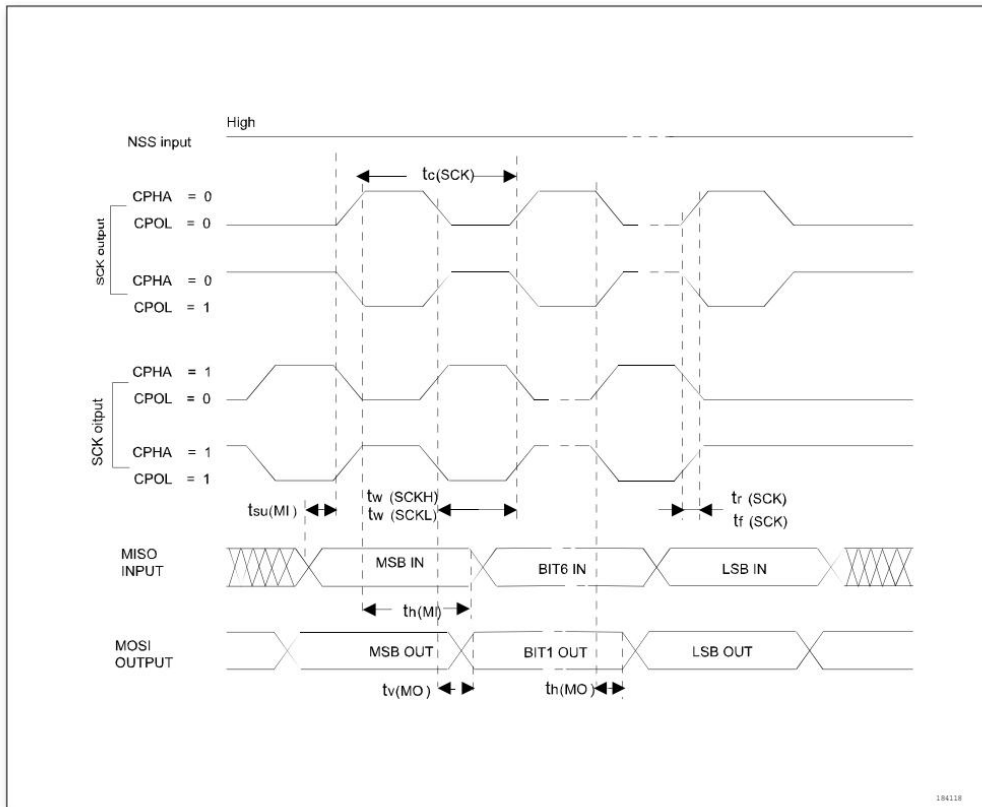 High
NSS input
tc(SCK)
CPHA = 0
CPOL = 0
SCK output
CPHA = 0
CPOL = 1
CPHA = 1
CPOL = 0
SCK oitput
CPHA = 1
CPOL = 1
tsu(MI)
tw (SCKH)
tw (SCKL)
tr (SCK)
tf (SCK)
MISO
INPUT
MSB IN
BIT6 IN
LSB IN
th(MI)
MOSI
OUTPUT
MSB OUT
BIT1 OUT
LSB OUT
tv(MO)
th(MO)
184118